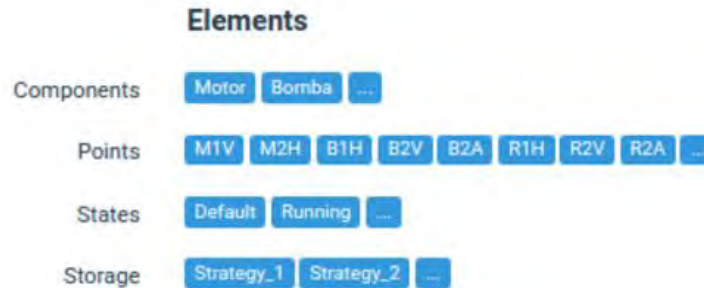 Elements
Components Motor Bomba ...
Points M1V M2H B1H B2V B2A R1H R2V R2A ...
States Default Running ...
Storage Strategy_1 Strategy_2 ...